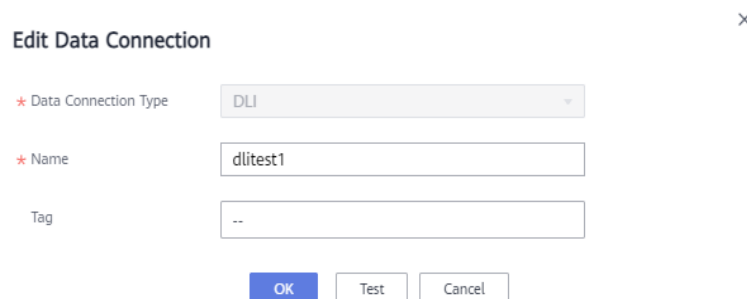 Edit Data Connection
* Data Connection Type DLI
* Name dlitest1
Tag --
OK Test Cancel